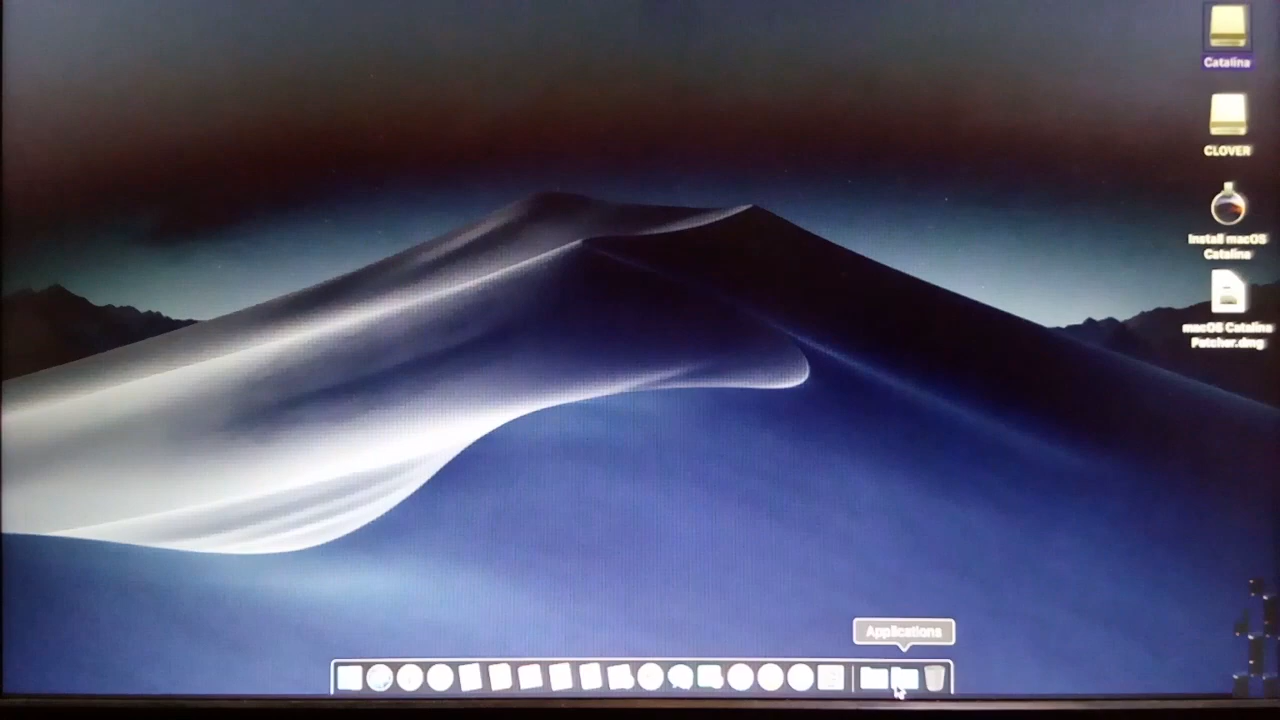 Catalina
CLOVER
Install macOS
Catalina
macOS Catalina
Patcher.dmg
Applications